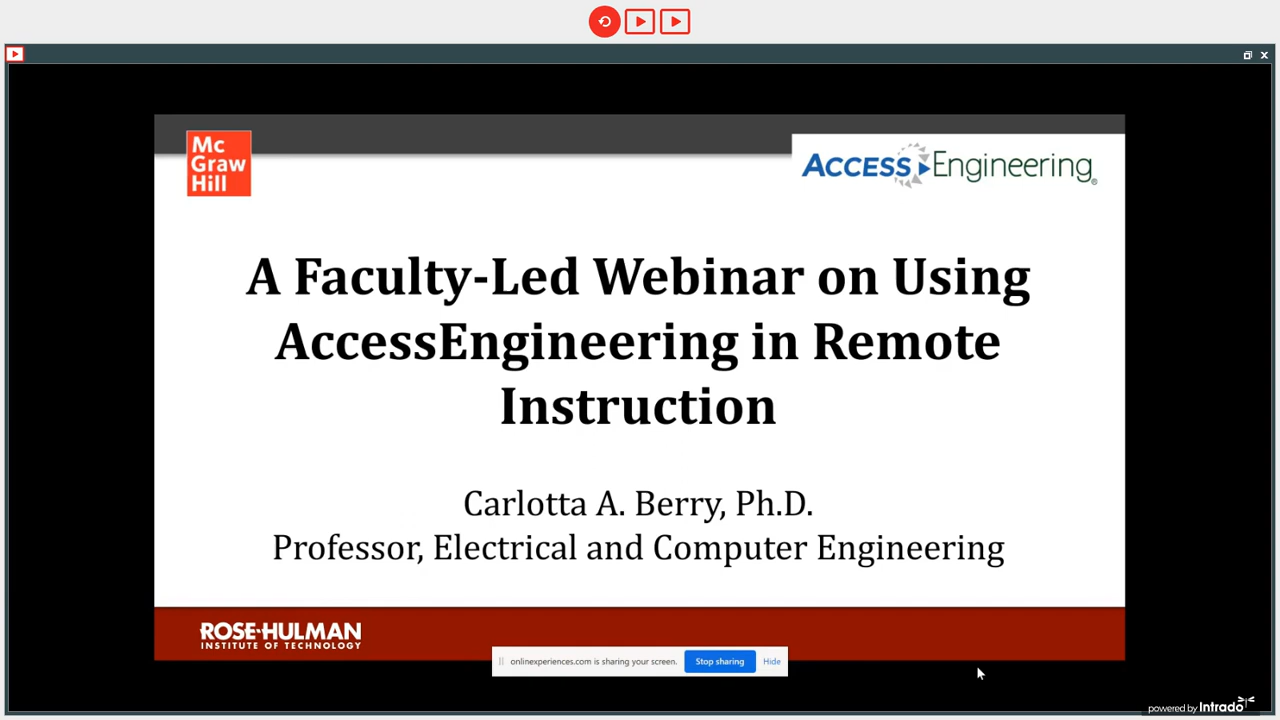 Mc
Graw
Hill
ACCESS Engineering®
A Faculty-Led Webinar on Using
AccessEngineering in Remote
Instruction
Carlotta A. Berry, Ph.D.
Professor, Electrical and Computer Engineering
ROSE-HULMAN
INSTITUTE OF TECHNOLOGY
onlinexperiences.com is sharing your screen. Stop sharing Hide
powered by Intrado